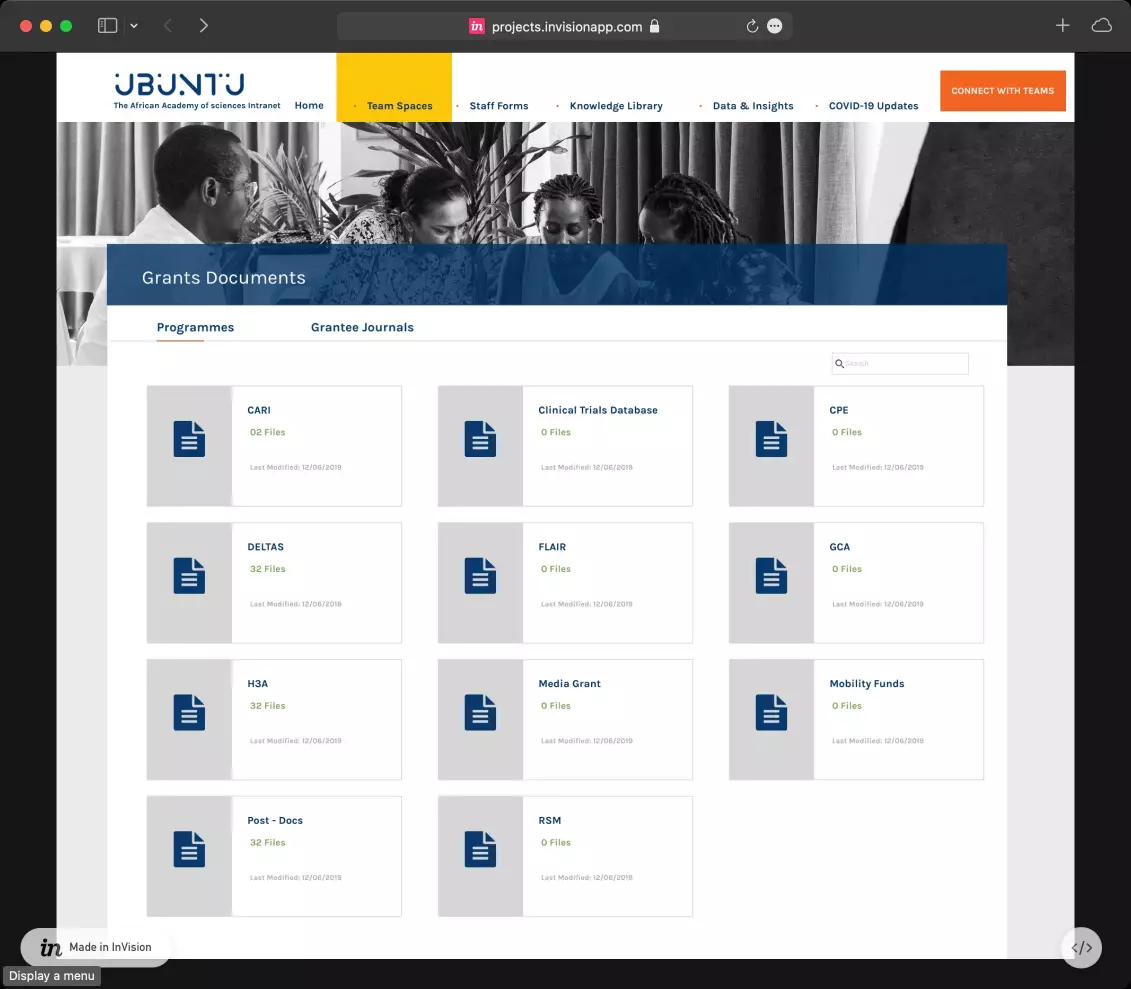 in projects.invisionapp.com
UBUNTU
The African Academy of sciences Intranet
Home
Team Spaces
Staff Forms
Knowledge Library
Data & Insights
COVID-19 Updates
CONNECT WITH TEAMS
Grants Documents
Programmes
Grantee Journals
Search
CARI
02 Files
Last Modified: 12/06/2019
Clinical Trials Database
0 Files
Last Modified: 12/06/2019
CPE
0 Files
Last Modified: 12/06/2019
DELTAS
32 Files
Last Modified: 12/06/2019
FLAIR
0 Files
Last Modified: 12/06/2019
GCA
0 Files
Last Modified: 12/06/2019
H3A
32 Files
Last Modified: 12/06/2019
Media Grant
0 Files
Last Modified: 12/06/2019
Mobility Funds
0 Files
Last Modified: 12/06/2019
Post - Docs
32 Files
Last Modified: 12/06/2019
RSM
0 Files
Last Modified: 12/06/2019
in Made in InVision
</>
Display a menu